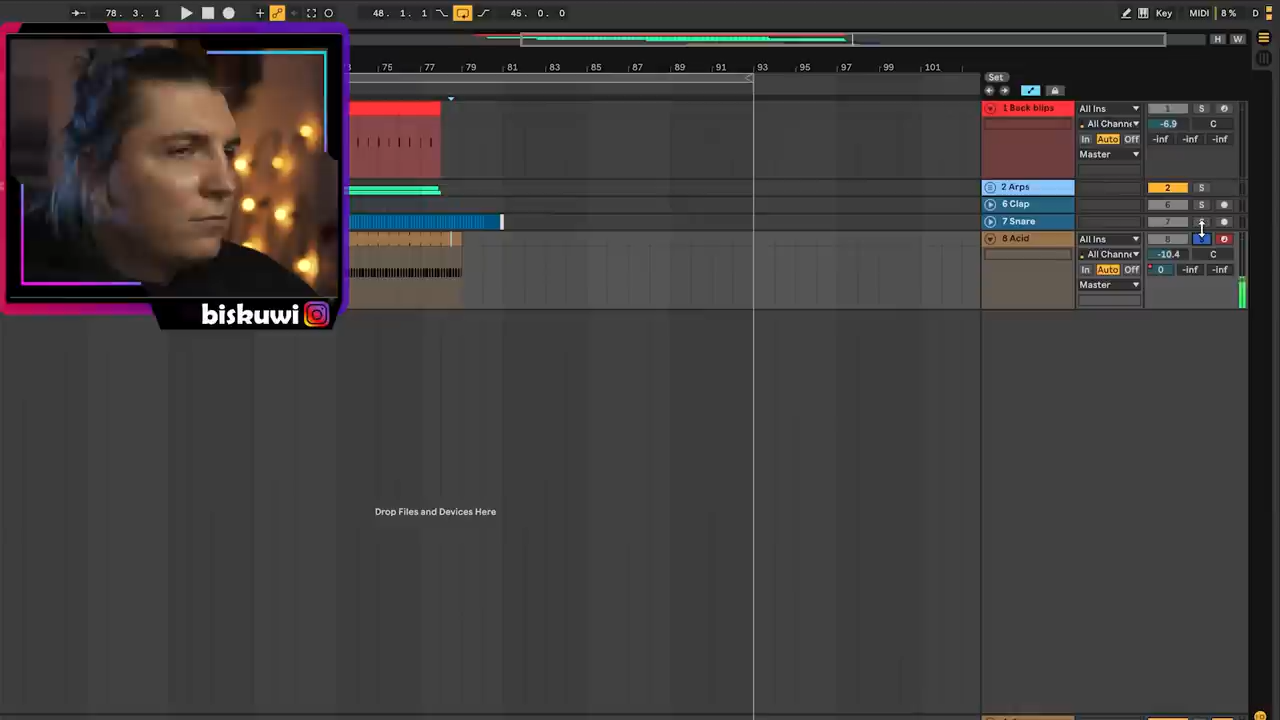 78. 3. 1
48. 1. 1
45. 0. 0
Key
MIDI
8 %
D
H
W
75 77 79 81 83 85 87 89 91 93 95 97 99 101
Set
1 Back blips
All Ins
1
S
All Channe
-6.9
C
In Auto Off
-inf -inf -inf
Master
2 Arps
2
S
6 Clap
6
S
7 Snare
7
8 Acid
All Ins
8
All Channe
-10.4
C
In Auto Off
0 -inf -inf
Master
biskuwi
Drop Files and Devices Here